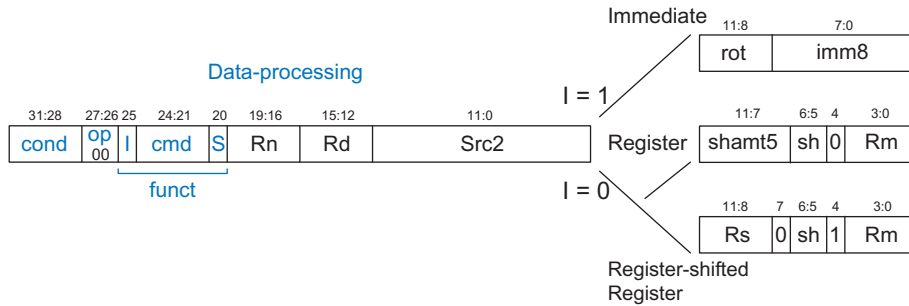 Immediate
11:8 7:0
rot imm8
Data-processing
I = 1
31:28 27:26 25 24:21 20 19:16 15:12 11:0
cond op 00 I cmd S Rn Rd Src2
funct
Register
11:7 6:5 4 3:0
shamt5 sh 0 Rm
I = 0
11:8 7 6:5 4 3:0
Rs 0 sh 1 Rm
Register-shifted
Register